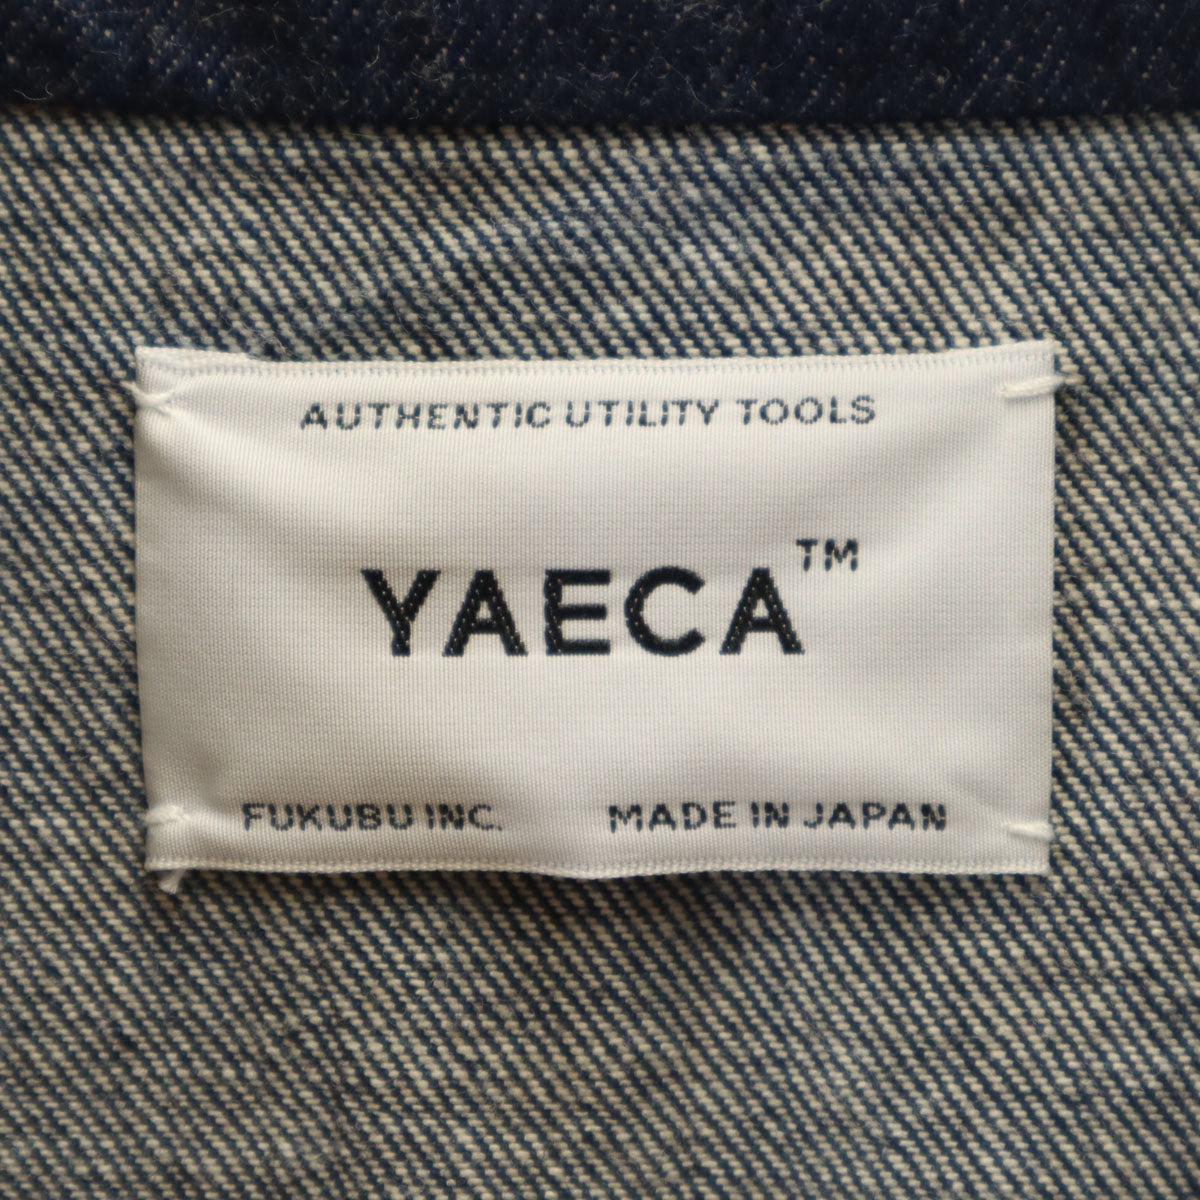 AUTHENTIC UTILITY TOOLS
YAECA™
FUKUBU INC. MADE IN JAPAN